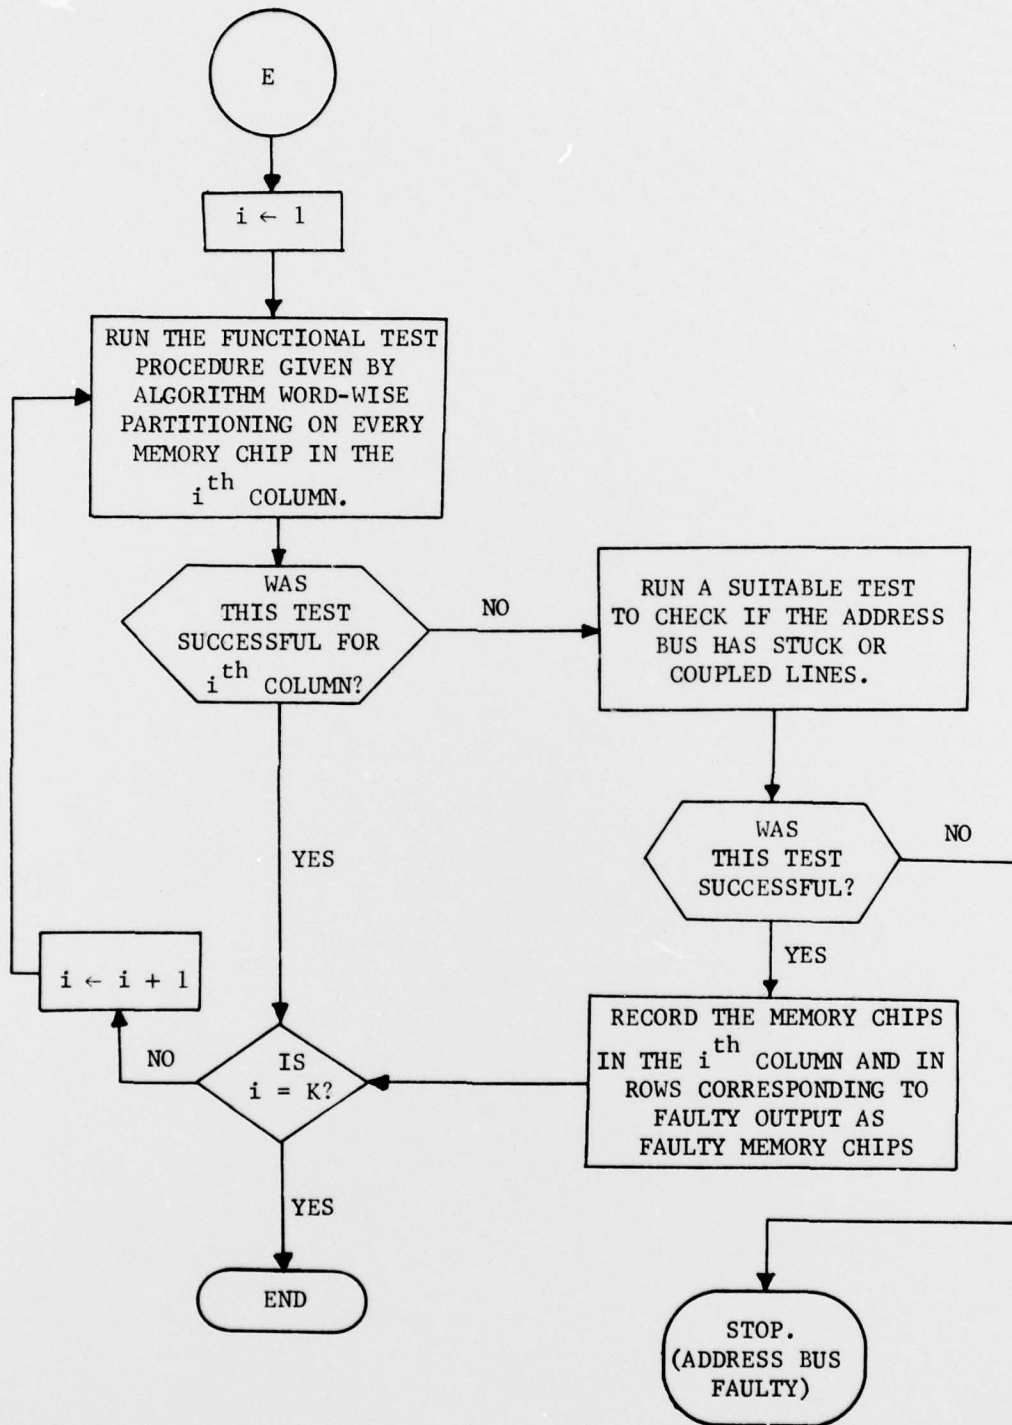 E
i ← 1
RUN THE FUNCTIONAL TEST
PROCEDURE GIVEN BY
ALGORITHM WORD-WISE
PARTITIONING ON EVERY
MEMORY CHIP IN THE
i^th COLUMN.
WAS
THIS TEST
SUCCESSFUL FOR
i^th COLUMN?
NO
RUN A SUITABLE TEST
TO CHECK IF THE ADDRESS
BUS HAS STUCK OR
COUPLED LINES.
YES
WAS
THIS TEST
SUCCESSFUL?
NO
YES
i ← i + 1
RECORD THE MEMORY CHIPS
IN THE i^th COLUMN AND IN
ROWS CORRESPONDING TO
FAULTY OUTPUT AS
FAULTY MEMORY CHIPS
NO
IS
i = K?
YES
END
STOP.
(ADDRESS BUS
FAULTY)